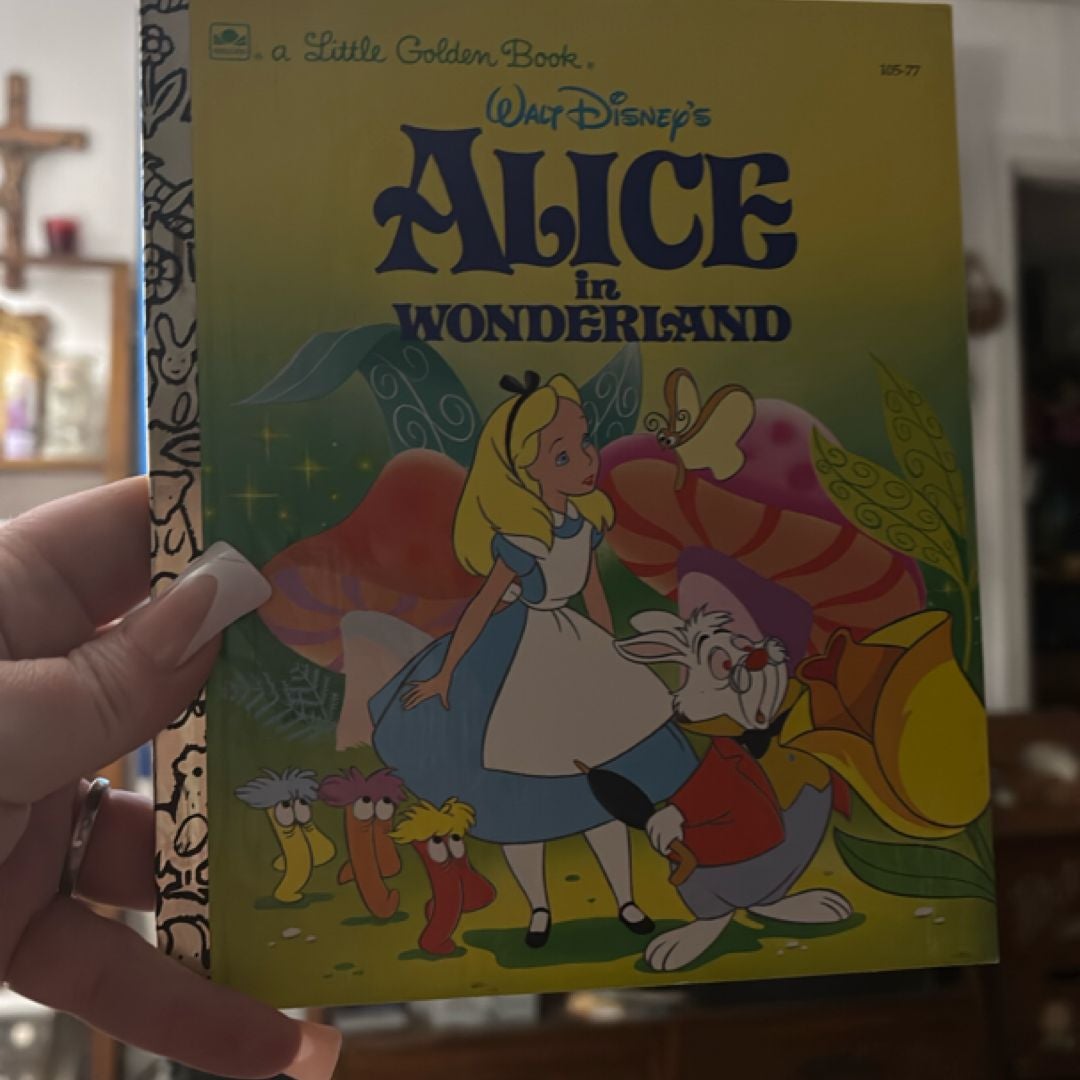 a Little Golden Book®
105-77
WALT DISNEY'S
ALICE
in
WONDERLAND